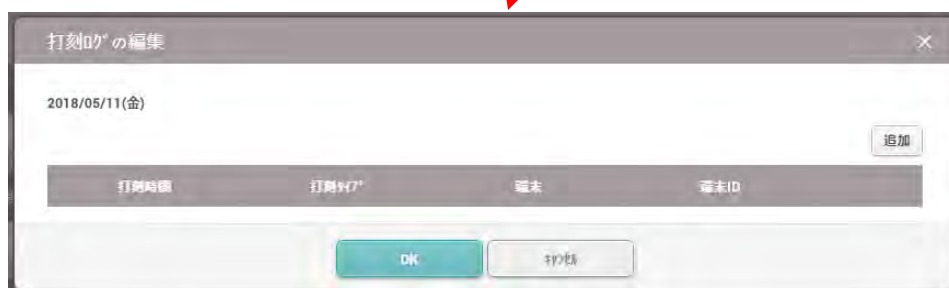 打刻ﾛｸﾞの編集
2018/05/11(金)
追加
打刻時間 打刻ﾀｲﾌﾟ 端末 端末ID
OK ｷｬﾝｾﾙ